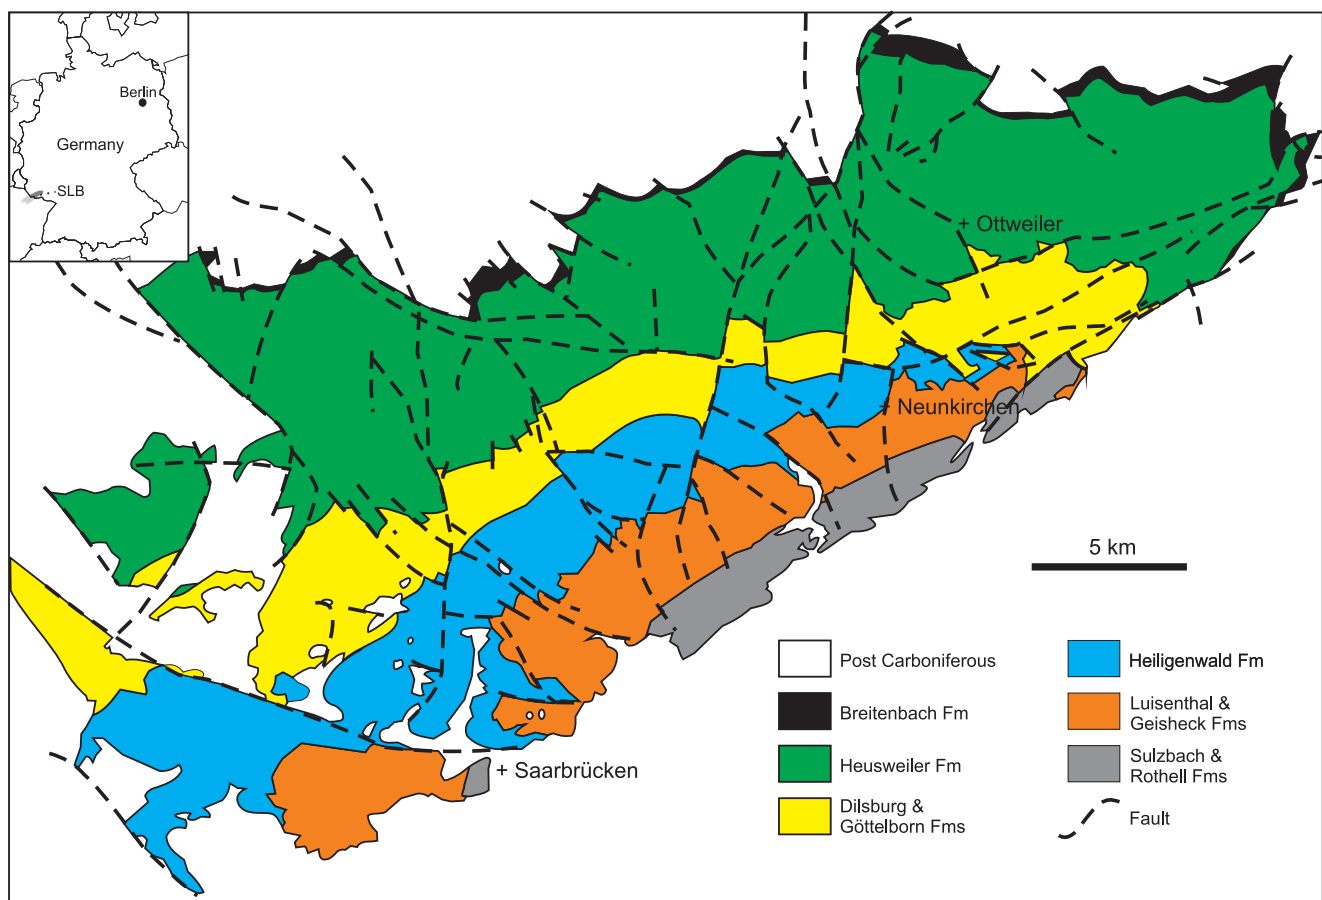 Berlin
Germany
SLB
+ Ottweiler
+ Neunkirchen
5 km
Post Carboniferous
Breitenbach Fm
Heusweiler Fm
Dilsburg &
Göttelborn Fms
Heiligenwald Fm
Luisenthal &
Geisheck Fms
Sulzbach &
Rothell Fms
Fault
+ Saarbrücken